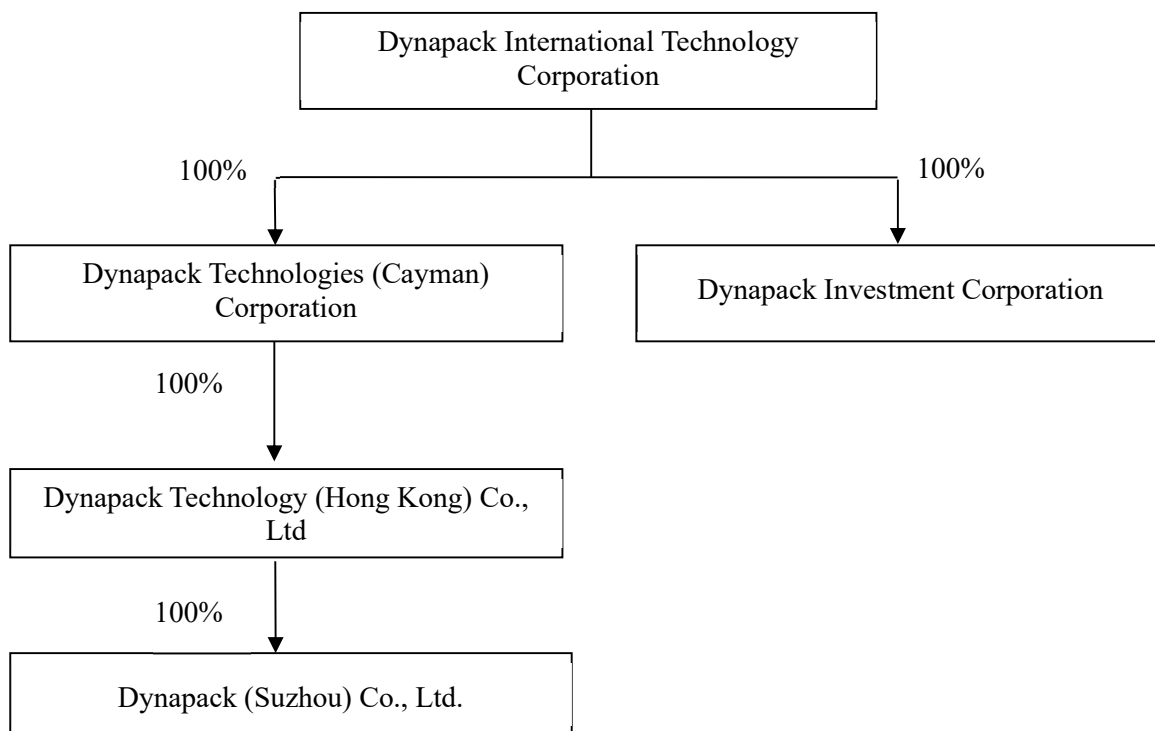 Dynapack International Technology
Corporation
100%
100%
Dynapack Technologies (Cayman)
Corporation
Dynapack Investment Corporation
100%
Dynapack Technology (Hong Kong) Co.,
Ltd
100%
Dynapack (Suzhou) Co., Ltd.